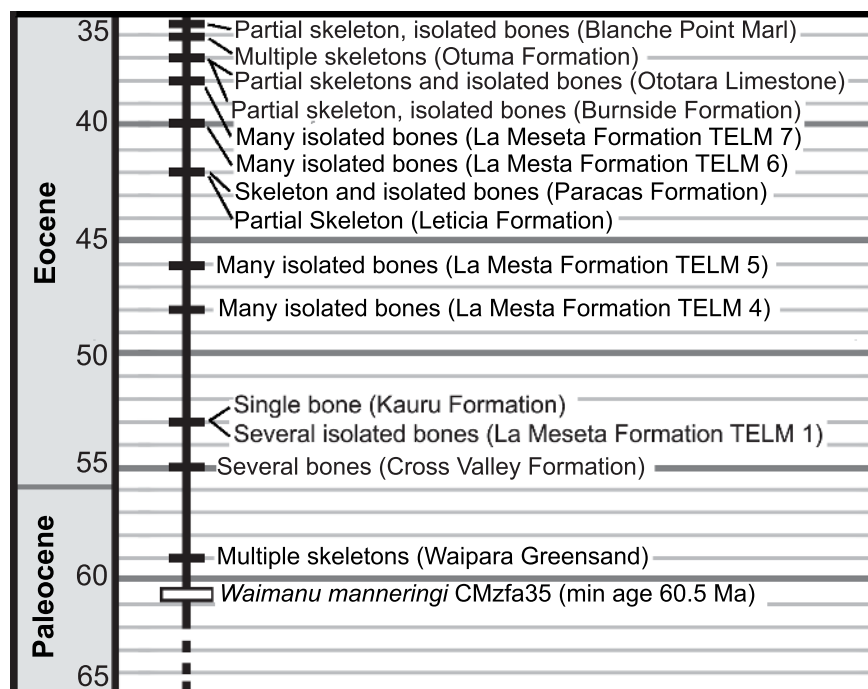 35
Partial skeleton, isolated bones (Blanche Point Marl)
Multiple skeletons (Otuma Formation)
Partial skeletons and isolated bones (Ototara Limestone)
Partial skeleton, isolated bones (Burnside Formation)
40
Many isolated bones (La Meseta Formation TELM 7)
Many isolated bones (La Mesta Formation TELM 6)
Skeleton and isolated bones (Paracas Formation)
Partial Skeleton (Leticia Formation)
Eocene
45
Many isolated bones (La Mesta Formation TELM 5)
Many isolated bones (La Mesta Formation TELM 4)
50
Single bone (Kauru Formation)
Several isolated bones (La Meseta Formation TELM 1)
55
Several bones (Cross Valley Formation)
Paleocene
Multiple skeletons (Waipara Greensand)
60
Waimanu manneringi CMzfa35 (min age 60.5 Ma)
65